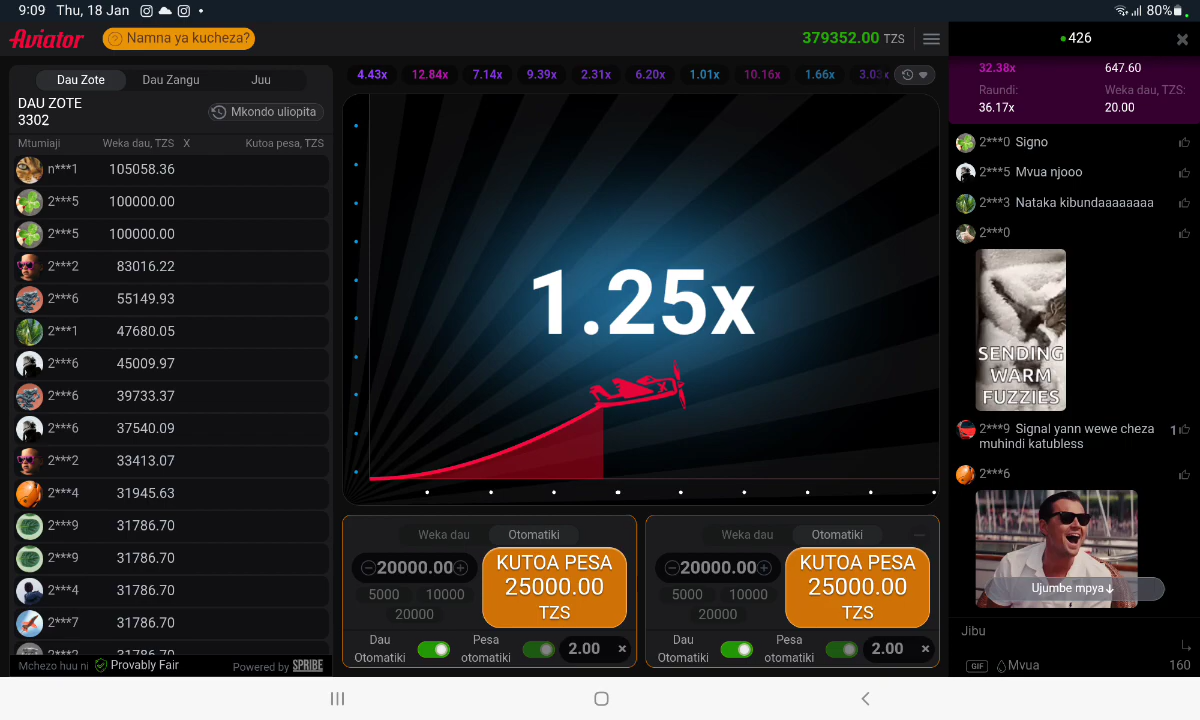 9:09 Thu, 18 Jan
80%
Aviator
Namna ya kucheza?
379352.00 TZS
426
Dau Zote Dau Zangu Juu
DAU ZOTE
3302
Mkondo uliopita
Mtumiaji Weka dau, TZS X Kutoa pesa, TZS
n***1 105058.36
2***5 100000.00
2***5 100000.00
2***2 83016.22
2***6 55149.93
2***1 47680.05
2***6 45009.97
2***6 39733.37
2***6 37540.09
2***2 33413.07
2***4 31945.63
2***9 31786.70
2***9 31786.70
2***4 31786.70
2***7 31786.70
2***2 31786.70
Mchezo huu ni Provably Fair Powered by SPRIBE
4.43x 12.84x 7.14x 9.39x 2.31x 6.20x 1.01x 10.16x 1.66x 3.03x
1.25x
Weka dau Otomatiki
20000.00
5000 10000
20000
KUTOA PESA
25000.00
TZS
Dau Otomatiki
Pesa otomatiki
2.00
Weka dau Otomatiki
20000.00
5000 10000
20000
KUTOA PESA
25000.00
TZS
Dau Otomatiki
Pesa otomatiki
2.00
32.38x 647.60
Raundi: Weka dau, TZS:
36.17x 20.00
2***0 Signo
2***5 Mvua njooo
2***3 Nataka kibundaaaaaaaa
2***0
SENDING
WARM
FUZZIES
2***9 Signal yann wewe cheza
muhindi katubless
1
2***6
Ujumbe mpya
Jibu
GIF Mvua 160